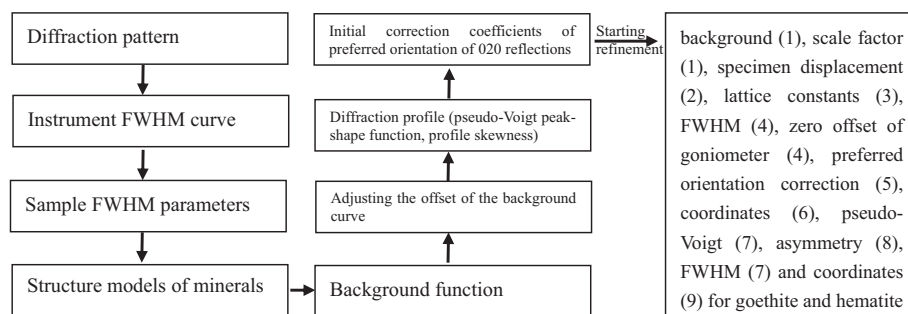 Diffraction pattern
Instrument FWHM curve
Sample FWHM parameters
Structure models of minerals
Background function
Adjusting the offset of the background
curve
Diffraction profile (pseudo-Voigt peak-
shape function, profile skewness)
Initial correction coefficients of
preferred orientation of 020 reflections
Starting
refinement
background (1), scale factor
(1), specimen displacement
(2), lattice constants (3),
FWHM (4), zero offset of
goniometer (4), preferred
orientation correction (5),
coordinates (6), pseudo-
Voigt (7), asymmetry (8),
FWHM (7) and coordinates
(9) for goethite and hematite